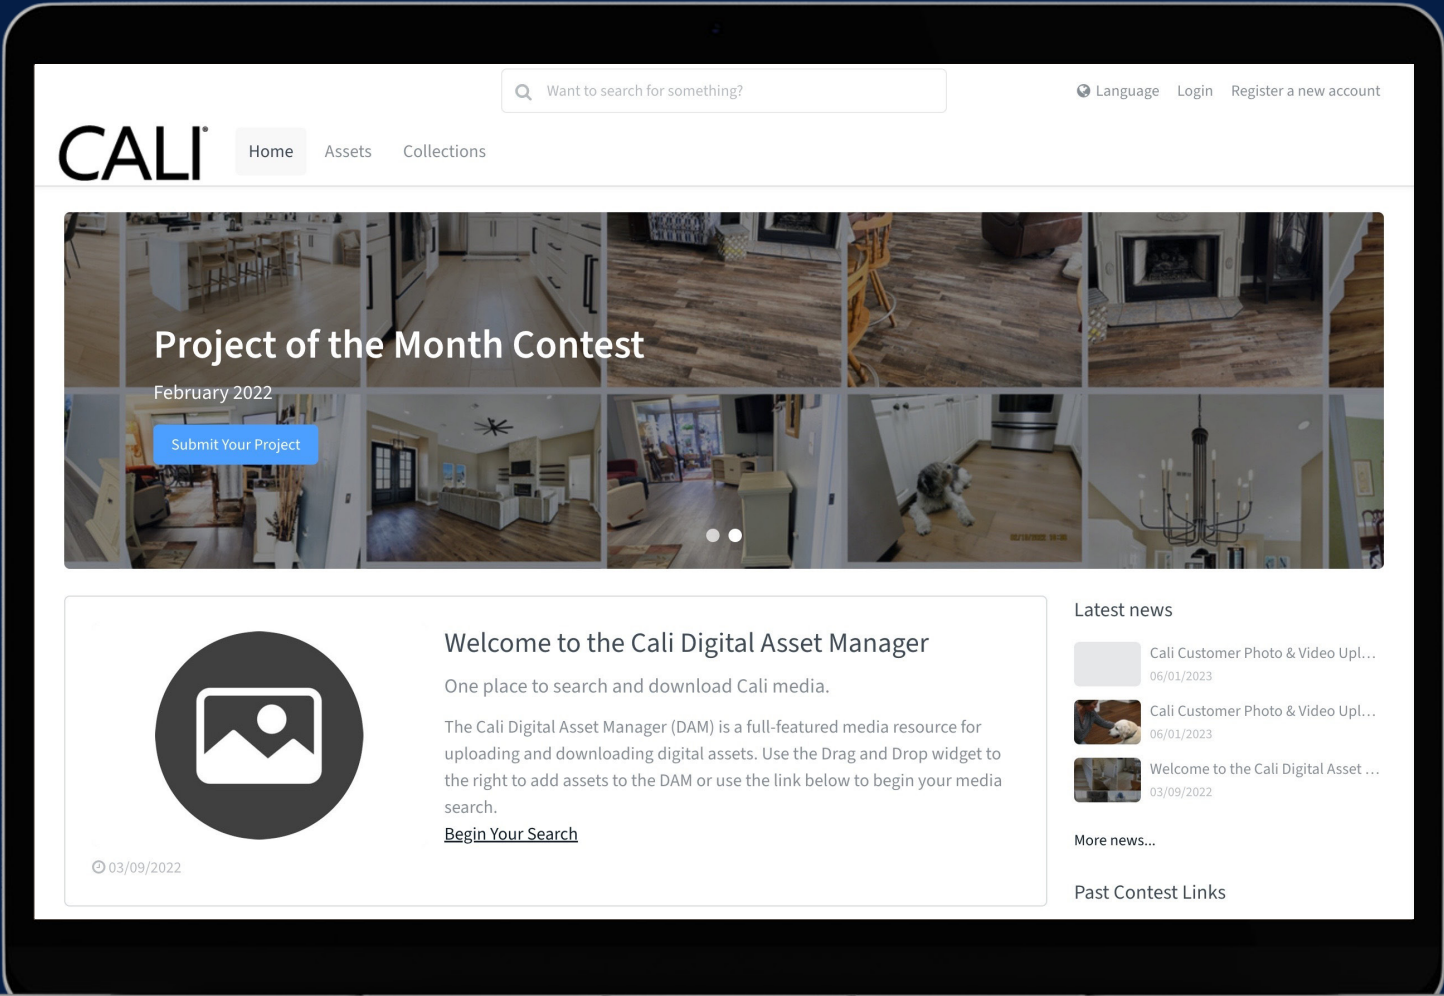 Want to search for something?
Language Login Register a new account
CALI®
Home Assets Collections
Project of the Month Contest
February 2022
Submit Your Project
Welcome to the Cali Digital Asset Manager
One place to search and download Cali media.
The Cali Digital Asset Manager (DAM) is a full-featured media resource for
uploading and downloading digital assets. Use the Drag and Drop widget to
the right to add assets to the DAM or use the link below to begin your media
search.
Begin Your Search
03/09/2022
Latest news
Cali Customer Photo & Video Upl...
06/01/2023
Cali Customer Photo & Video Upl...
06/01/2023
Welcome to the Cali Digital Asset ...
03/09/2022
More news...
Past Contest Links